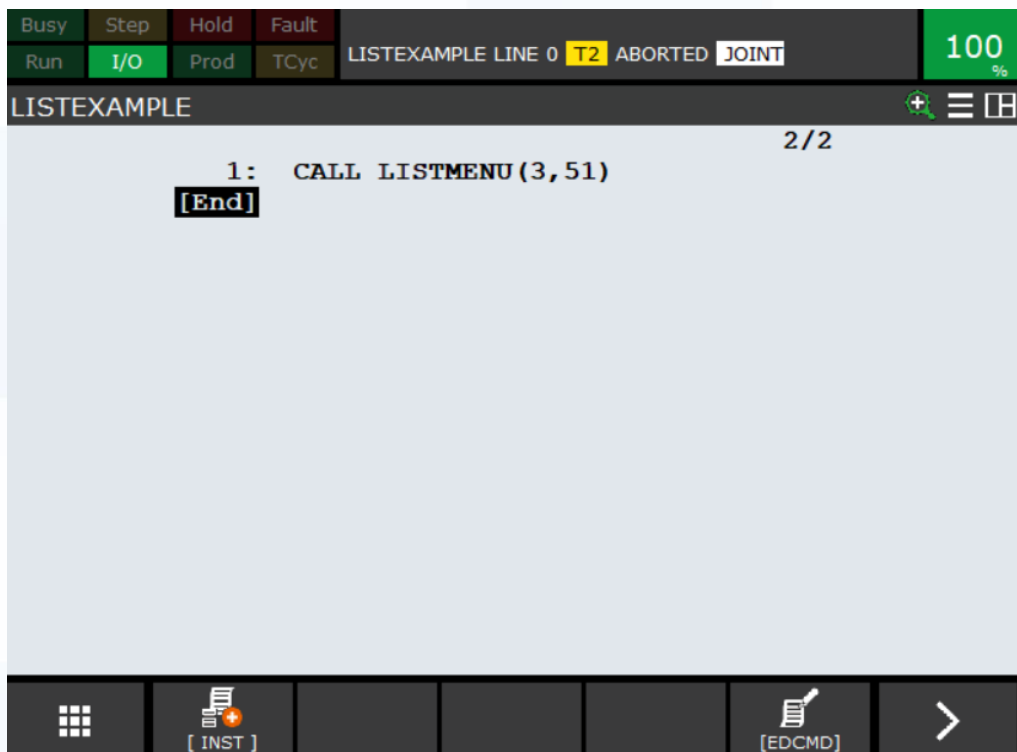 Busy Step Hold Fault
Run I/O Prod TCyc
LISTEXAMPLE LINE 0 T2 ABORTED JOINT
100
%
LISTEXAMPLE
2/2
1: CALL LISTMENU(3,51)
[End]
[ INST ]
[EDCMD]